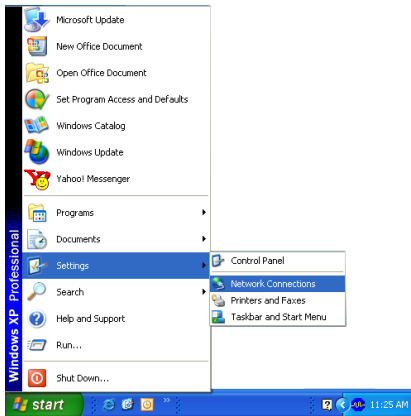 Microsoft Update
New Office Document
Open Office Document
Set Program Access and Defaults
Windows Catalog
Windows Update
Yahoo! Messenger
Programs
Documents
Settings
Search
Help and Support
Run...
Shut Down...
Windows XP Professional
Control Panel
Network Connections
Printers and Faxes
Taskbar and Start Menu
start
»
11:25 AM